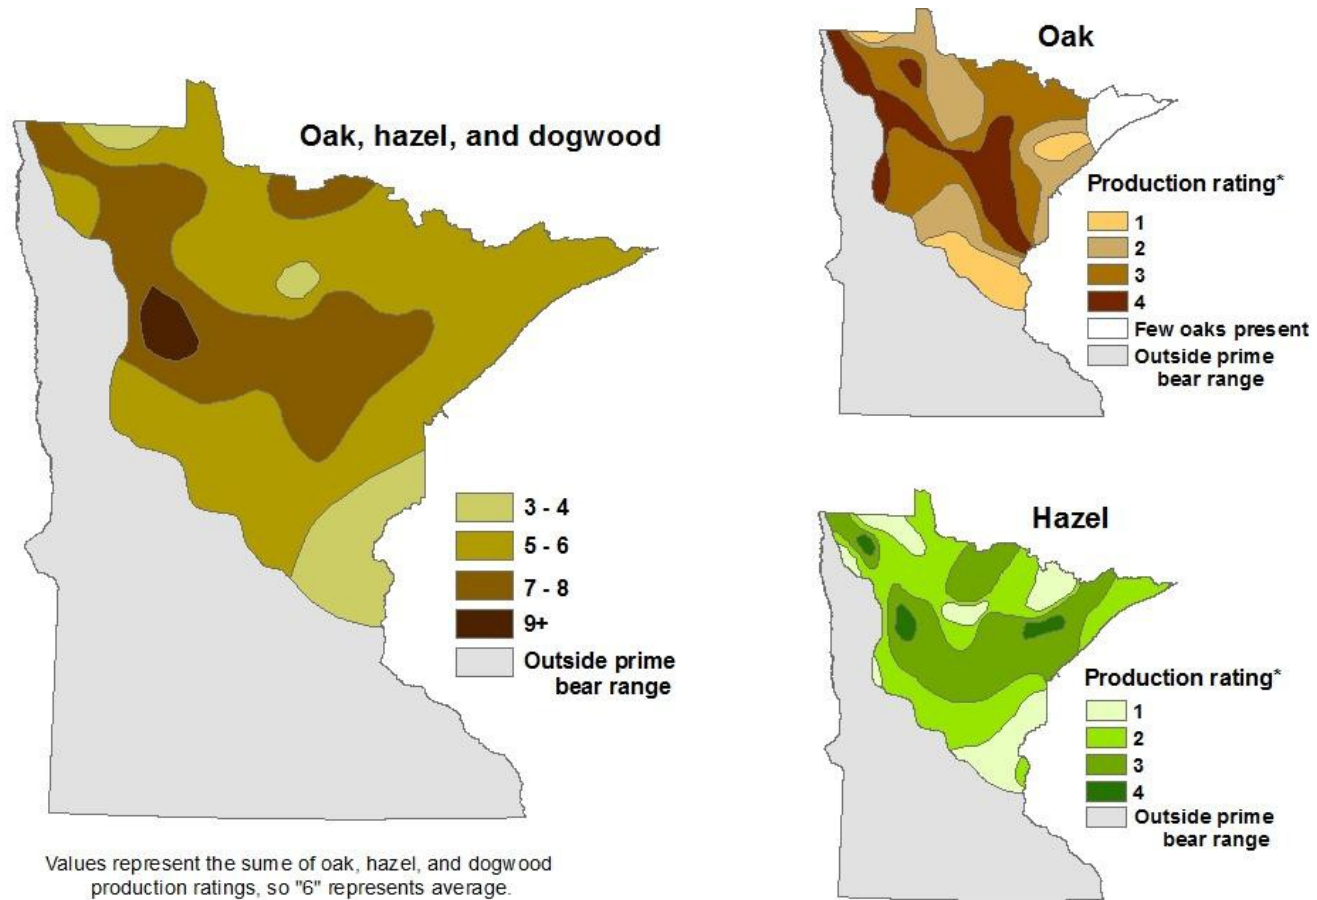 Oak, hazel, and dogwood
3 - 4
5 - 6
7 - 8
9+
Outside prime
bear range
Values represent the sume of oak, hazel, and dogwood
production ratings, so "6" represents average.
Oak
Production rating*
1
2
3
4
Few oaks present
Outside prime
bear range
Hazel
Production rating*
1
2
3
4
Outside prime
bear range